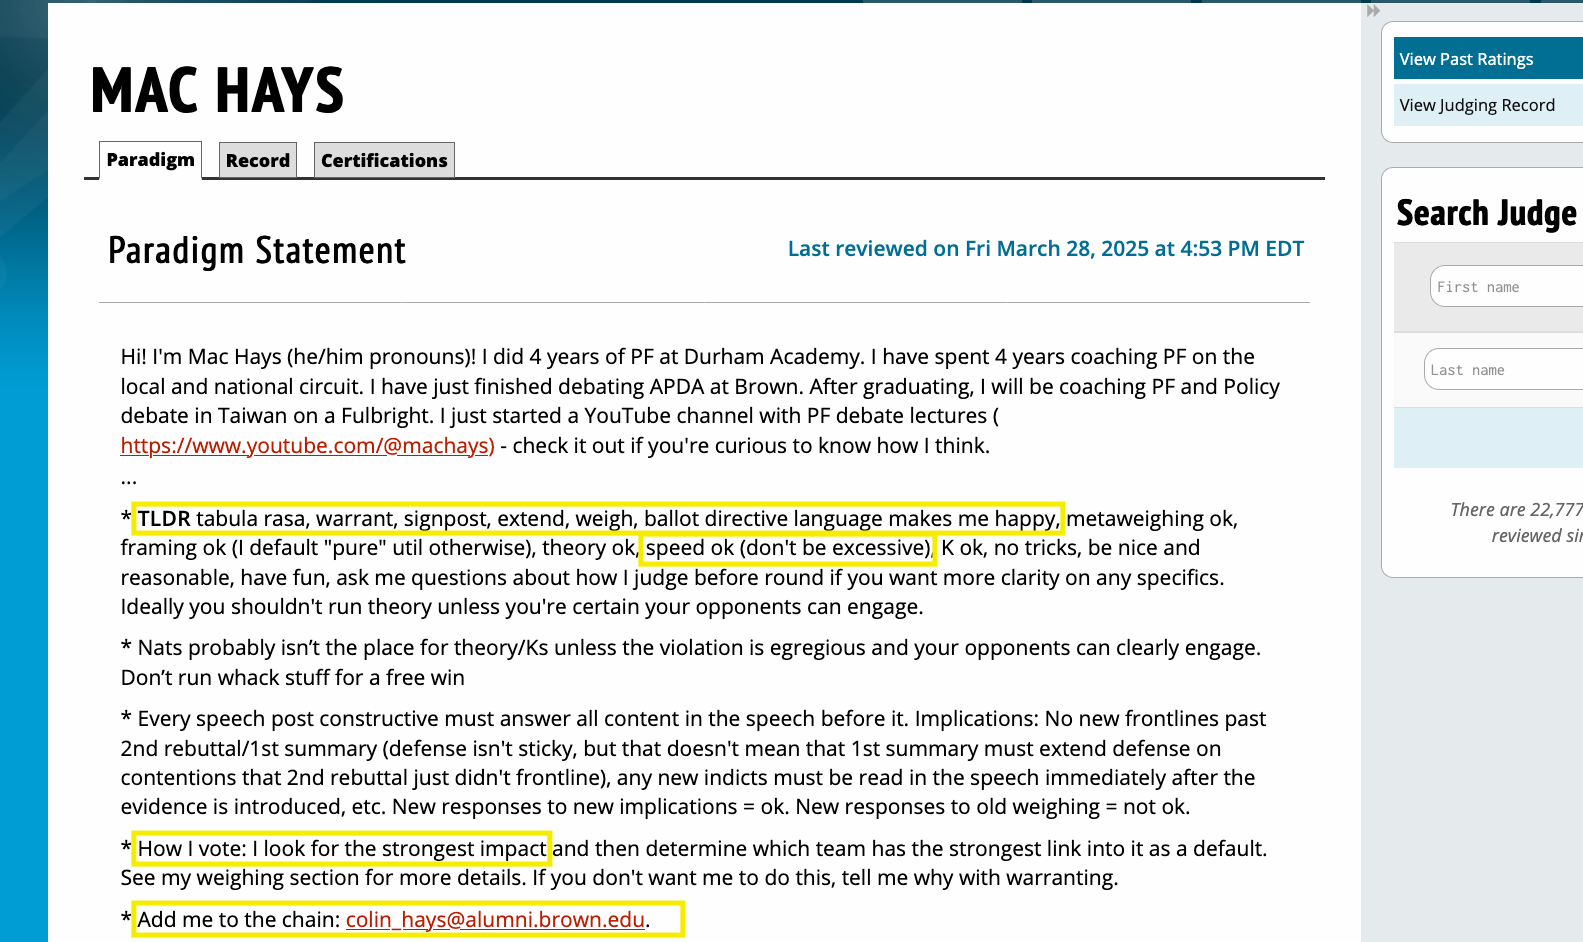 MAC HAYS
Paradigm
Record
Certifications
Paradigm Statement
Last reviewed on Fri March 28, 2025 at 4:53 PM EDT
Hi! I'm Mac Hays (he/him pronouns)! I did 4 years of PF at Durham Academy. I have spent 4 years coaching PF on the
local and national circuit. I have just finished debating APDA at Brown. After graduating, I will be coaching PF and Policy
debate in Taiwan on a Fulbright. I just started a YouTube channel with PF debate lectures (
https://www.youtube.com/@machays) - check it out if you're curious to know how I think.
...
* TLDR tabula rasa, warrant, signpost, extend, weigh, ballot directive language makes me happy, metaweighing ok,
framing ok (I default "pure" util otherwise), theory ok, speed ok (don't be excessive), K ok, no tricks, be nice and
reasonable, have fun, ask me questions about how I judge before round if you want more clarity on any specifics.
Ideally you shouldn't run theory unless you're certain your opponents can engage.
* Nats probably isn’t the place for theory/Ks unless the violation is egregious and your opponents can clearly engage.
Don’t run whack stuff for a free win
* Every speech post constructive must answer all content in the speech before it. Implications: No new frontlines past
2nd rebuttal/1st summary (defense isn't sticky, but that doesn't mean that 1st summary must extend defense on
contentions that 2nd rebuttal just didn't frontline), any new indicts must be read in the speech immediately after the
evidence is introduced, etc. New responses to new implications = ok. New responses to old weighing = not ok.
* How I vote: I look for the strongest impact and then determine which team has the strongest link into it as a default.
See my weighing section for more details. If you don't want me to do this, tell me why with warranting.
* Add me to the chain: colin_hays@alumni.brown.edu.
View Past Ratings
View Judging Record
Search Judge
First name
Last name
There are 22,777
reviewed